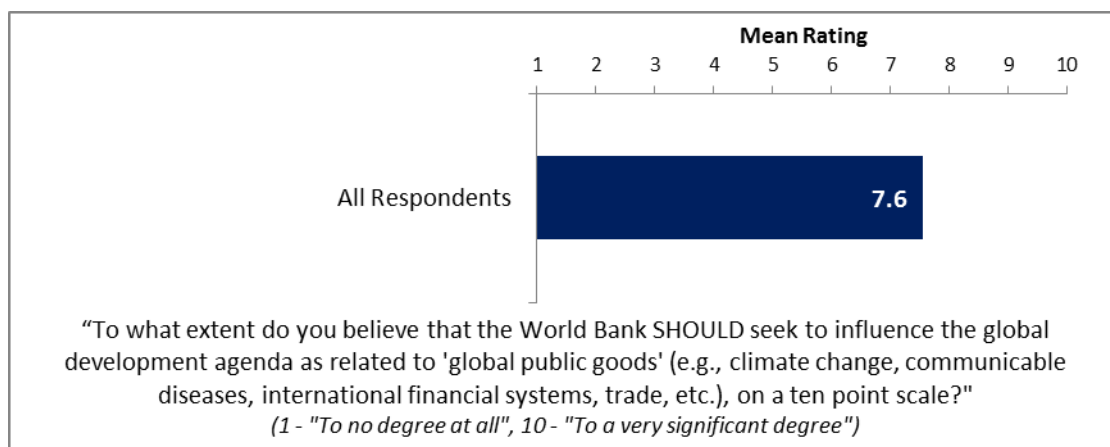 Mean Rating
1 2 3 4 5 6 7 8 9 10
All Respondents 7.6
“To what extent do you believe that the World Bank SHOULD seek to influence the global
development agenda as related to 'global public goods' (e.g., climate change, communicable
diseases, international financial systems, trade, etc.), on a ten point scale?"
(1 - "To no degree at all", 10 - "To a very significant degree")